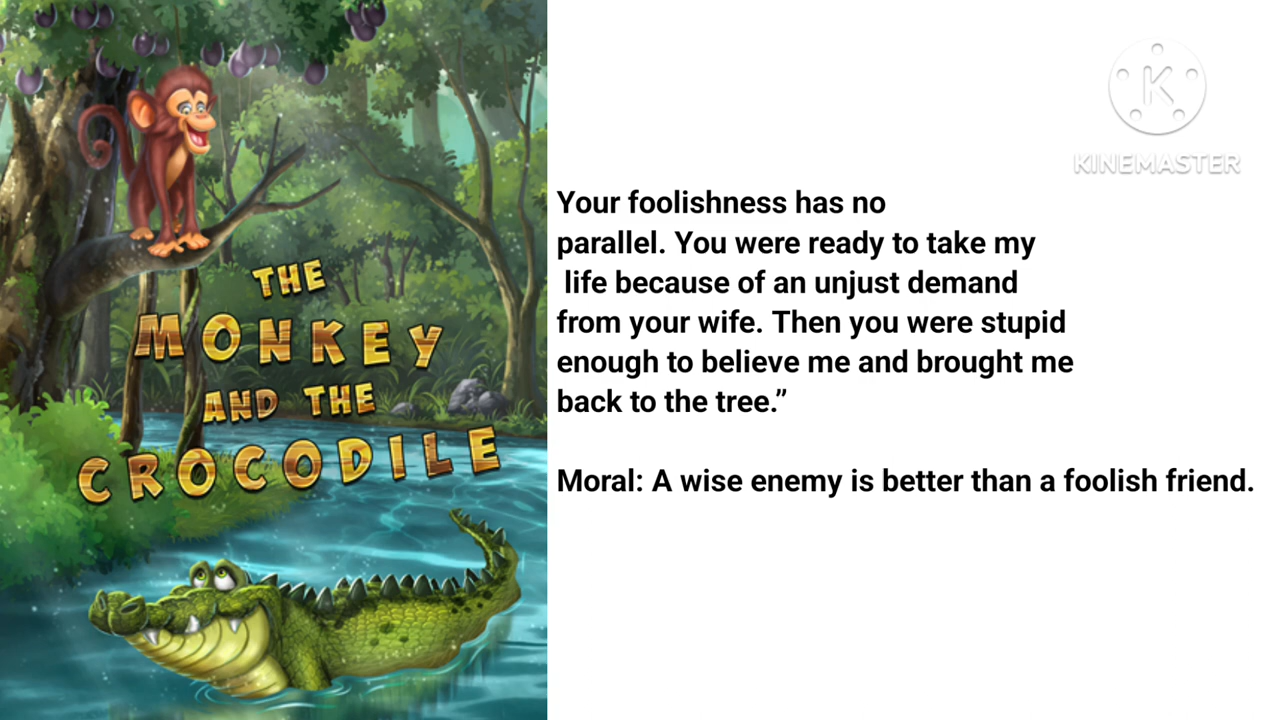 THE
MONKEY
AND THE
CROCODILE
K
KINEMASTER
Your foolishness has no
parallel. You were ready to take my
life because of an unjust demand
from your wife. Then you were stupid
enough to believe me and brought me
back to the tree.”
Moral: A wise enemy is better than a foolish friend.